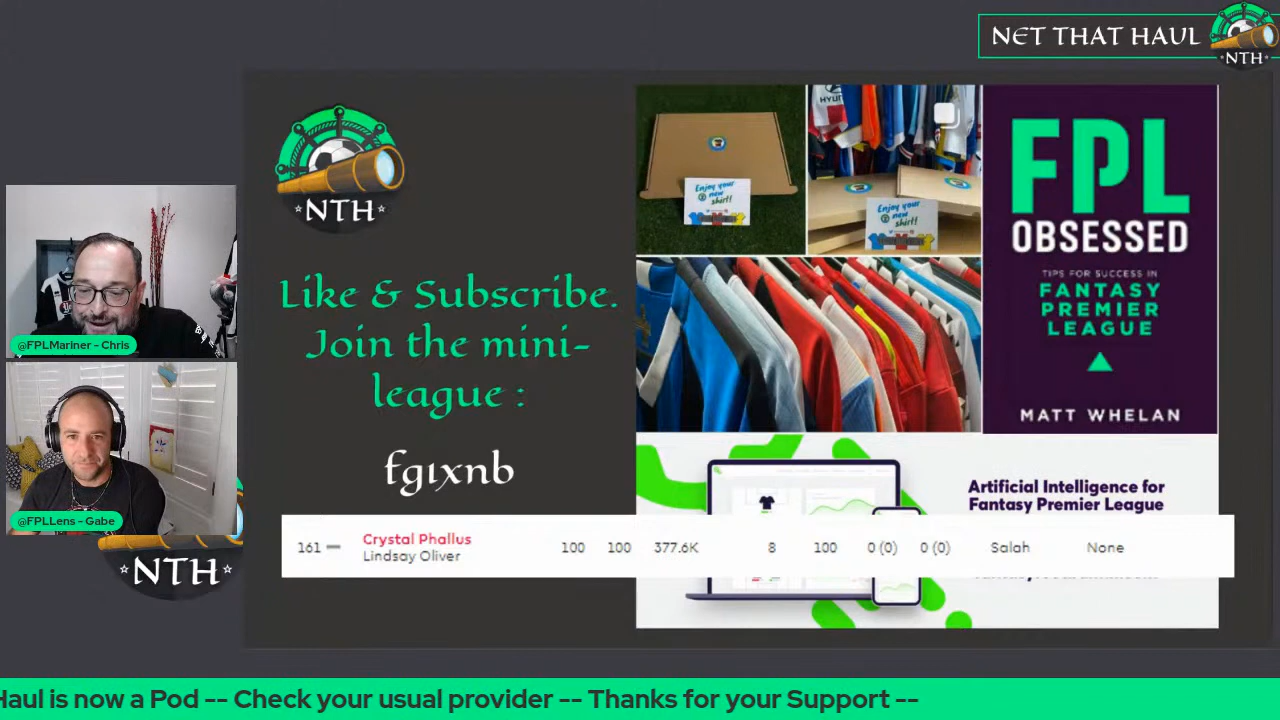 NET THAT HAUL
NTH
NTH
Like & Subscribe.
Join the mini-
league :
fg1xnb
Enjoy your
new
shirt!
Enjoy your
new
shirt!
FPL
OBSESSED
TIPS FOR SUCCESS IN
FANTASY
PREMIER
LEAGUE
MATT WHELAN
@FPLMariner - Chris
@FPLLens - Gabe
NTH
Artificial Intelligence for
Fantasy Premier League
161 Crystal Phallus 100 100 377.6K 8 100 0 (0) 0 (0) Salah None
Lindsay Oliver
Haul is now a Pod -- Check your usual provider -- Thanks for your Support --